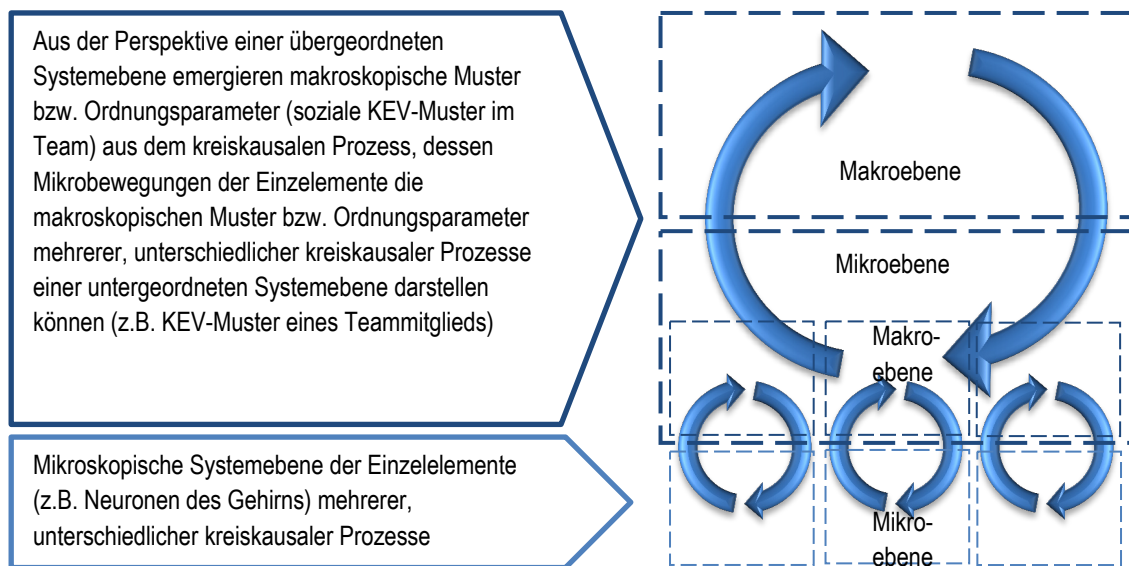 Aus der Perspektive einer übergeordneten
Systemebene emergieren makroskopische Muster
bzw. Ordnungsparameter (soziale KEV-Muster im
Team) aus dem kreiskausalen Prozess, dessen
Mikrobewegungen der Einzelemente die
makroskopischen Muster bzw. Ordnungsparameter
mehrerer, unterschiedlicher kreiskausaler Prozesse
einer untergeordneten Systemebene darstellen
können (z.B. KEV-Muster eines Teammitglieds)
Mikroskopische Systemebene der Einzelelemente
(z.B. Neuronen des Gehirns) mehrerer,
unterschiedlicher kreiskausaler Prozesse
Makroebene
Mikroebene
Makro-
ebene
Mikro-
ebene